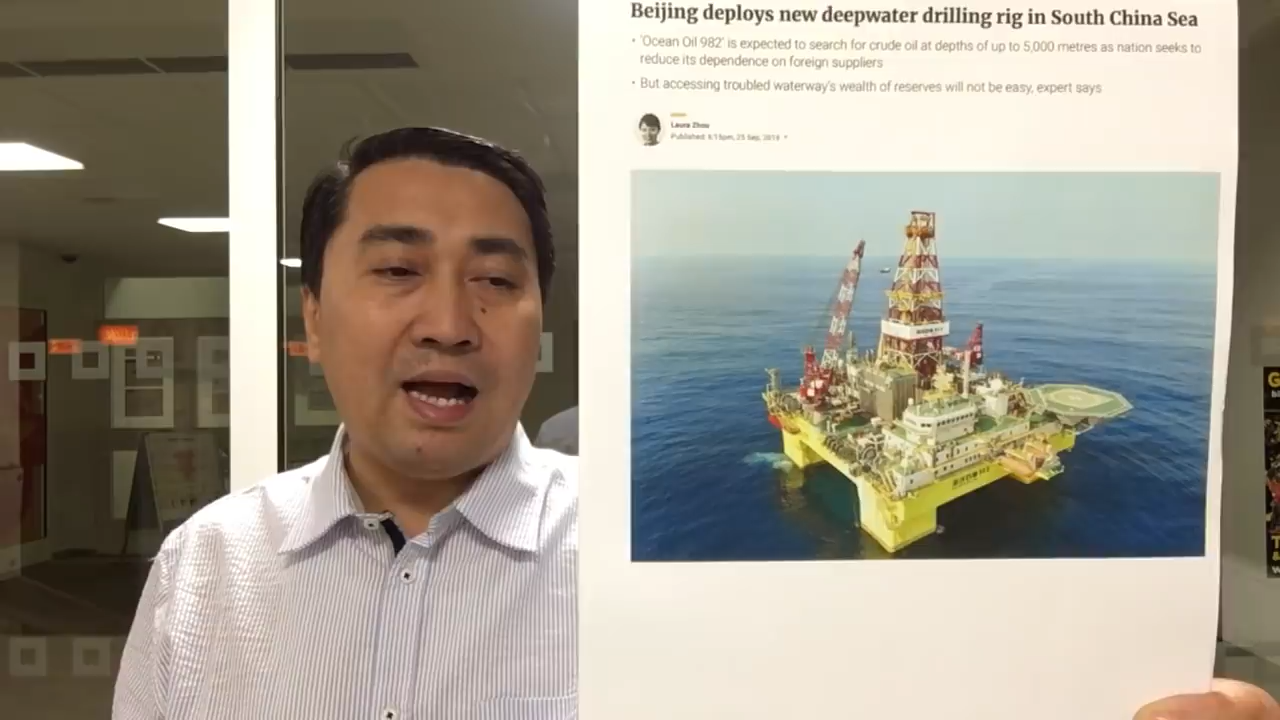 Beijing deploys new deepwater drilling rig in South China Sea
• 'Ocean Oil 982' is expected to search for crude oil at depths of up to 5,000 metres as nation seeks to
reduce its dependence on foreign suppliers
• But accessing troubled waterway's wealth of reserves will not be easy, expert says
Laura Zhou
Published: